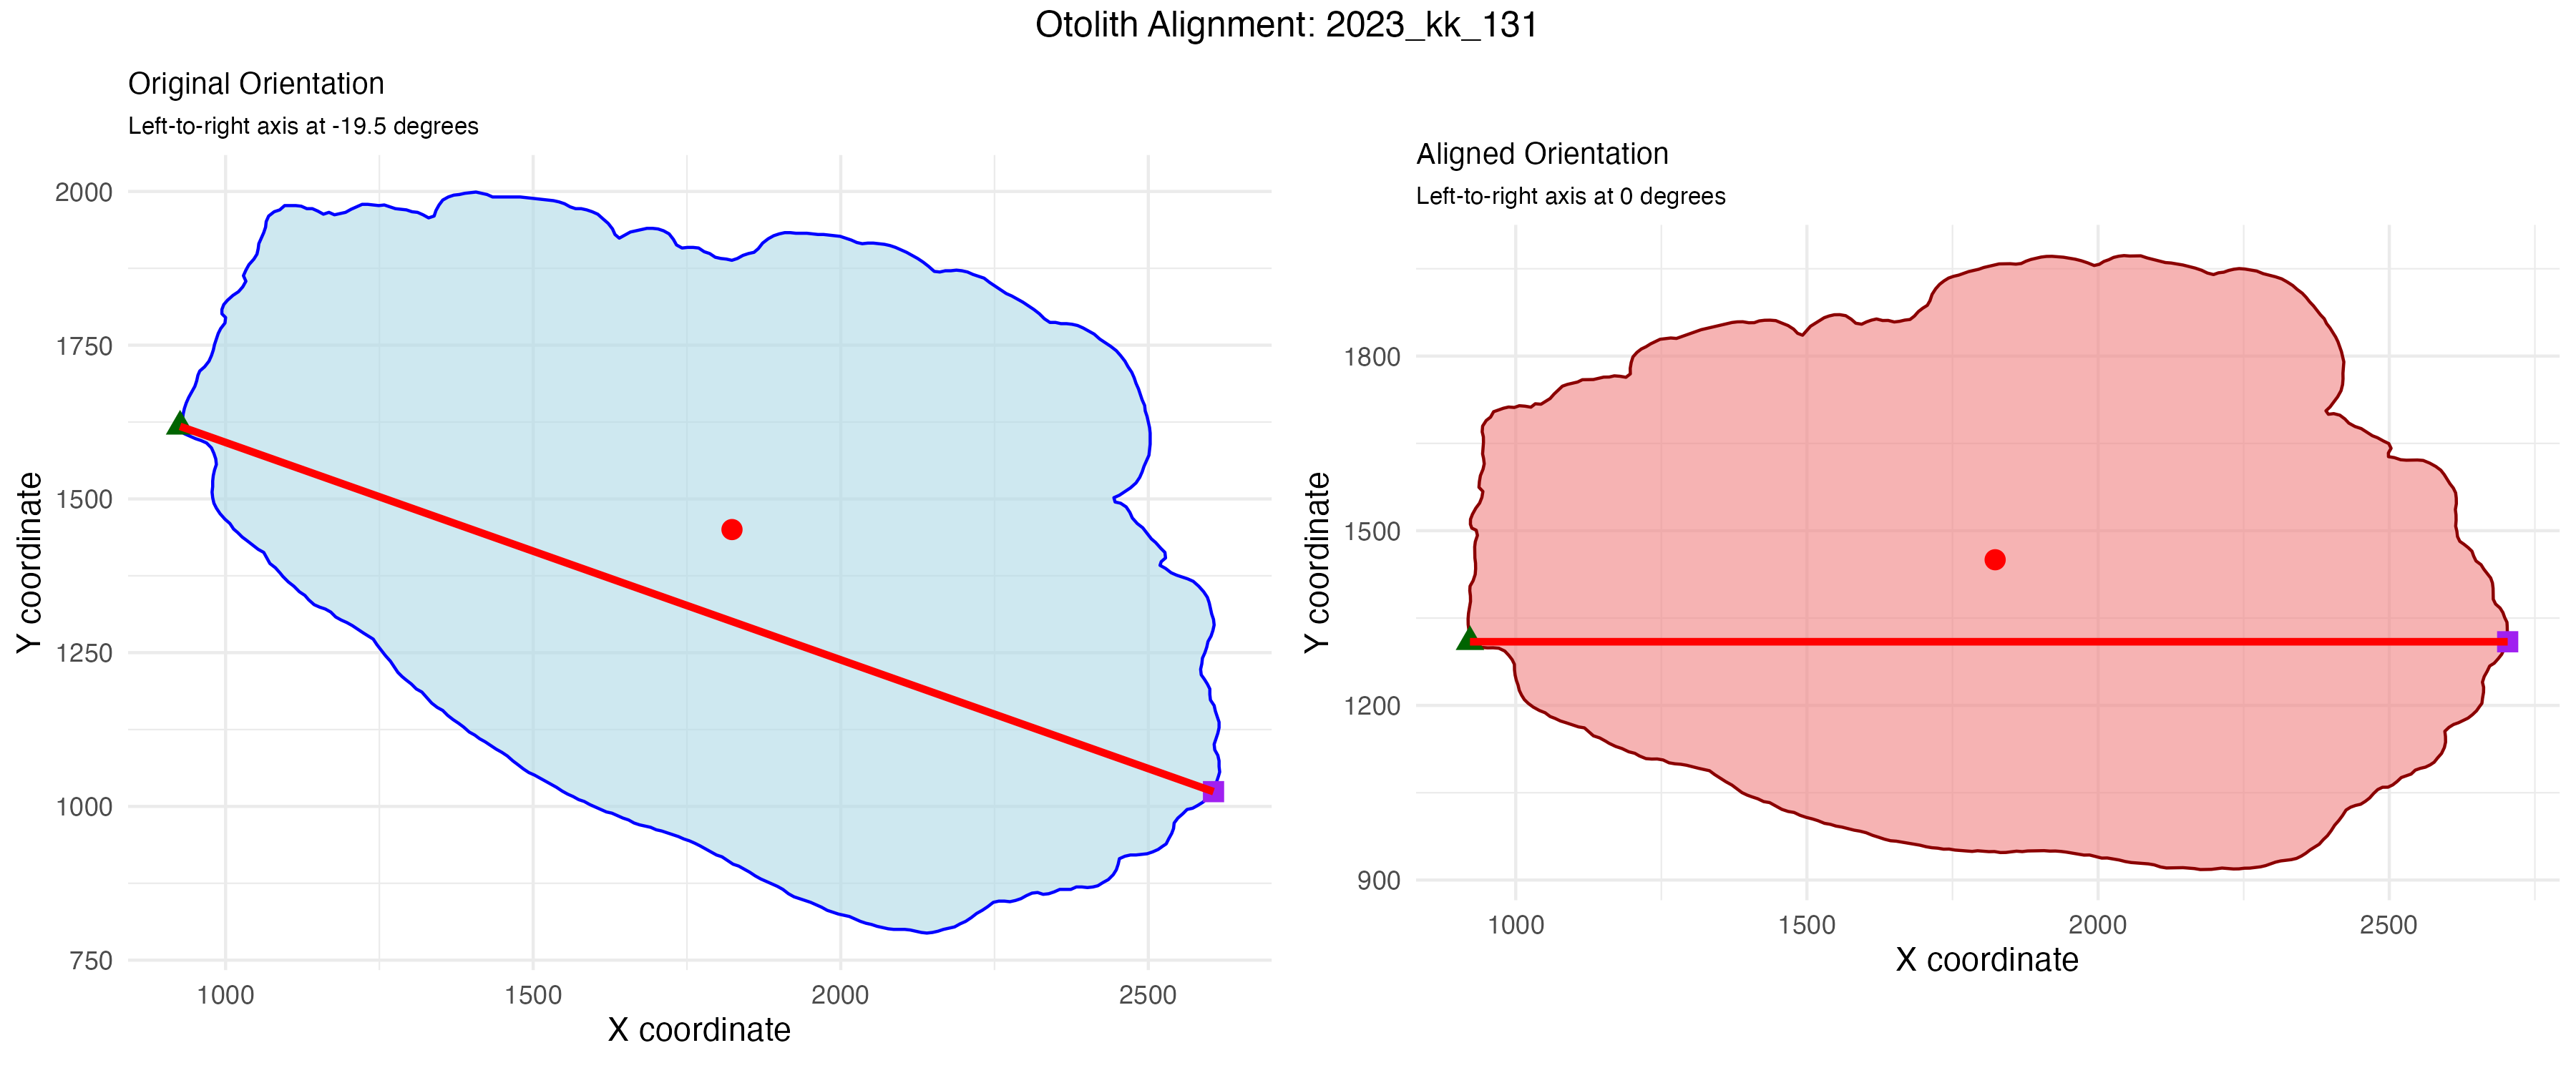 Otolith Alignment: 2023_kk_131
Original Orientation
Left-to-right axis at -19.5 degrees
2000
1750
1500
1250
1000
750
Y coordinate
1000 1500 2000 2500
X coordinate
Aligned Orientation
Left-to-right axis at 0 degrees
1800
1500
1200
900
Y coordinate
1000 1500 2000 2500
X coordinate